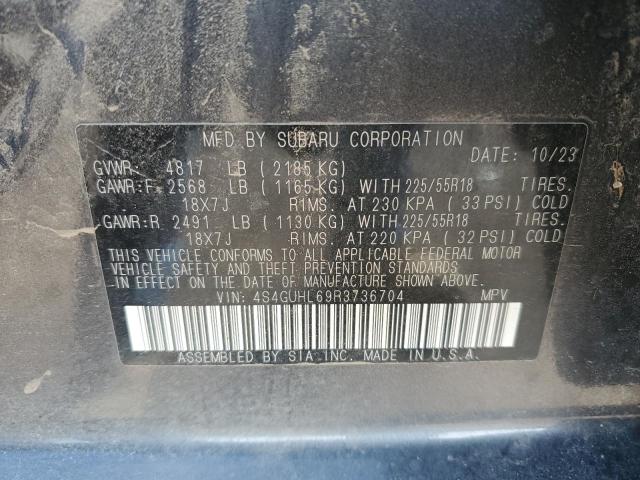 MFD BY SUBARU CORPORATION
DATE: 10/23
GVWR: 4817 LB (2185 KG)
GAWR:F 2568 LB (1165 KG) WITH 225/55R18 TIRES.
18X7J RIMS. AT 230 KPA (33 PSI) COLD
GAWR:R 2491 LB (1130 KG) WITH 225/55R18 TIRES.
18X7J RIMS. AT 220 KPA (32 PSI) COLD
THIS VEHICLE CONFORMS TO ALL APPLICABLE FEDERAL MOTOR
VEHICLE SAFETY AND THEFT PREVENTION STANDARDS IN
EFFECT ON THE DATE OF MANUFACTURE SHOWN ABOVE.
VIN: 4S4GUHL69R3736704 MPV
ASSEMBLED BY SIA, INC. MADE IN U.S.A.